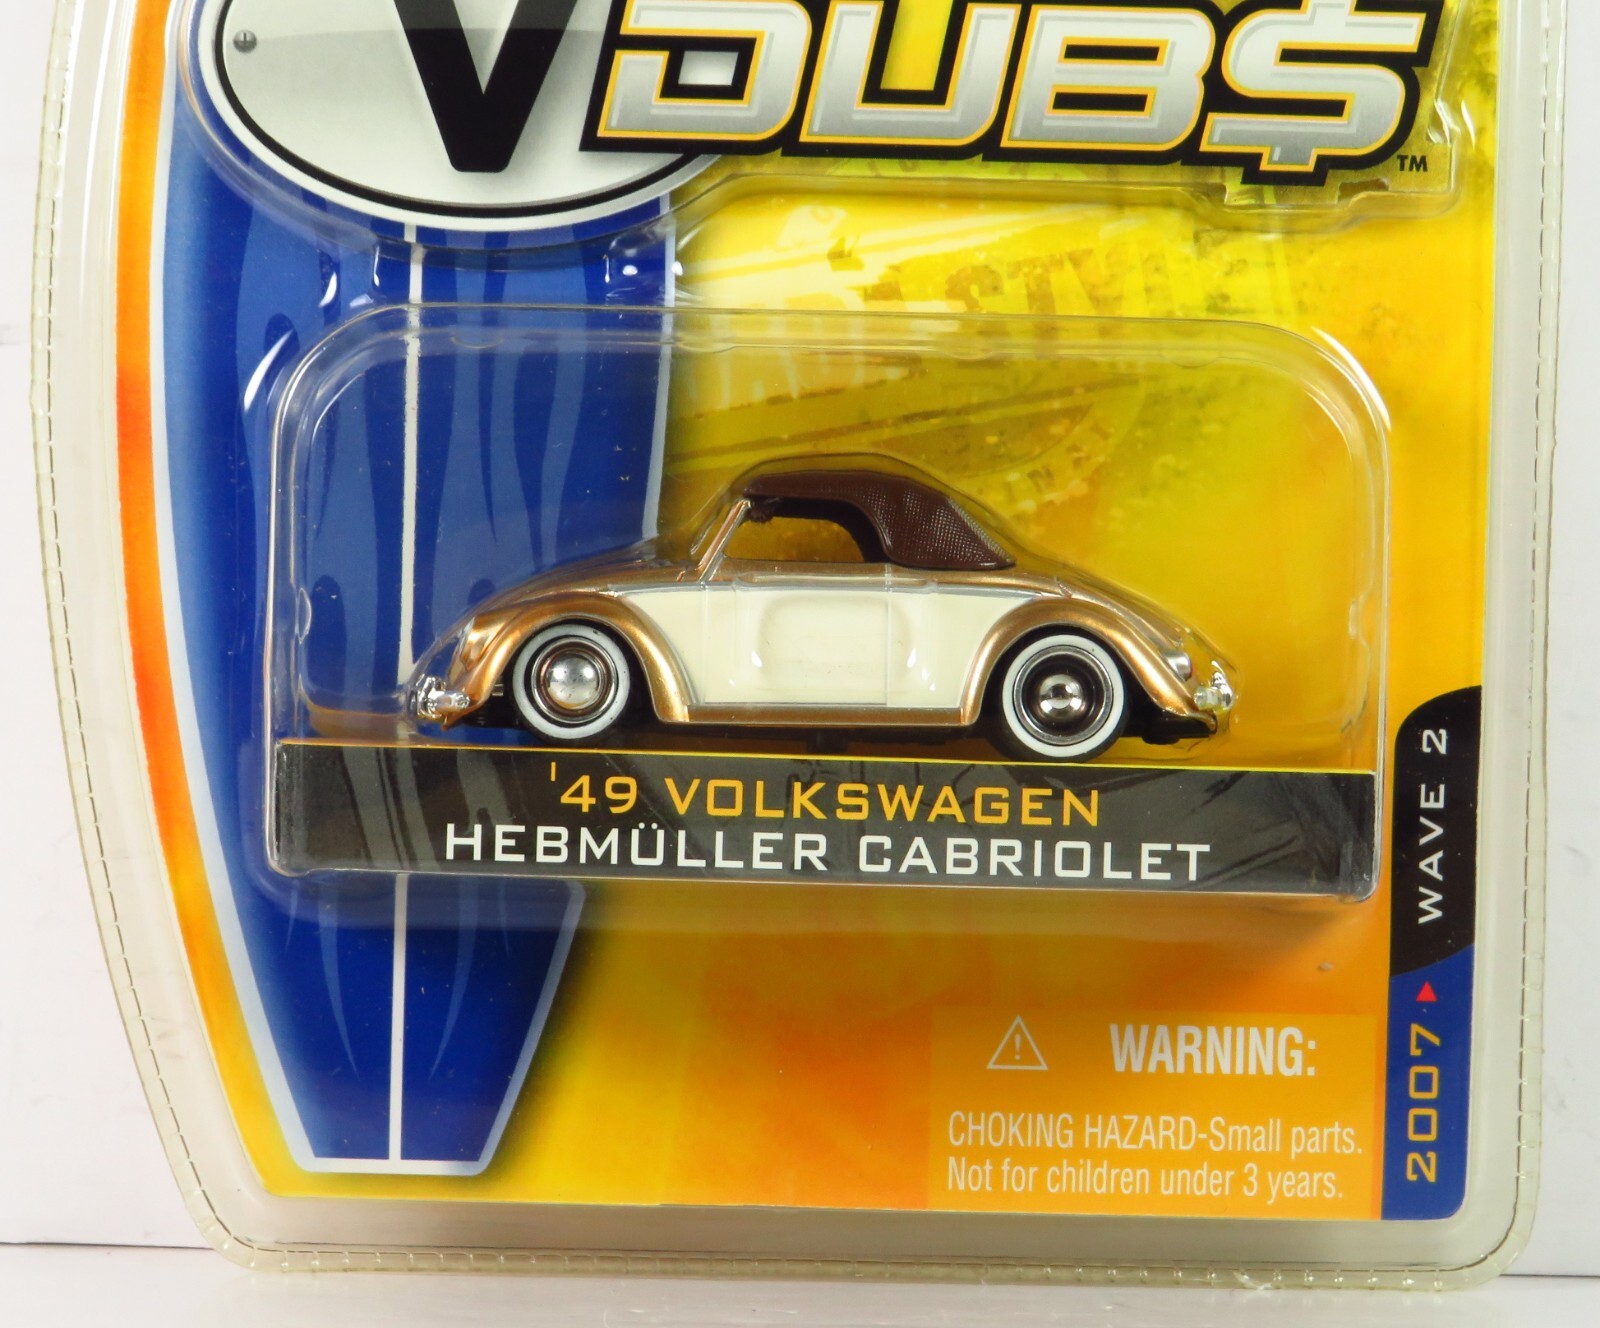 V DUB$ ™
'49 VOLKSWAGEN
HEBMÜLLER CABRIOLET
WAVE 2
2007
WARNING:
CHOKING HAZARD-Small parts.
Not for children under 3 years.